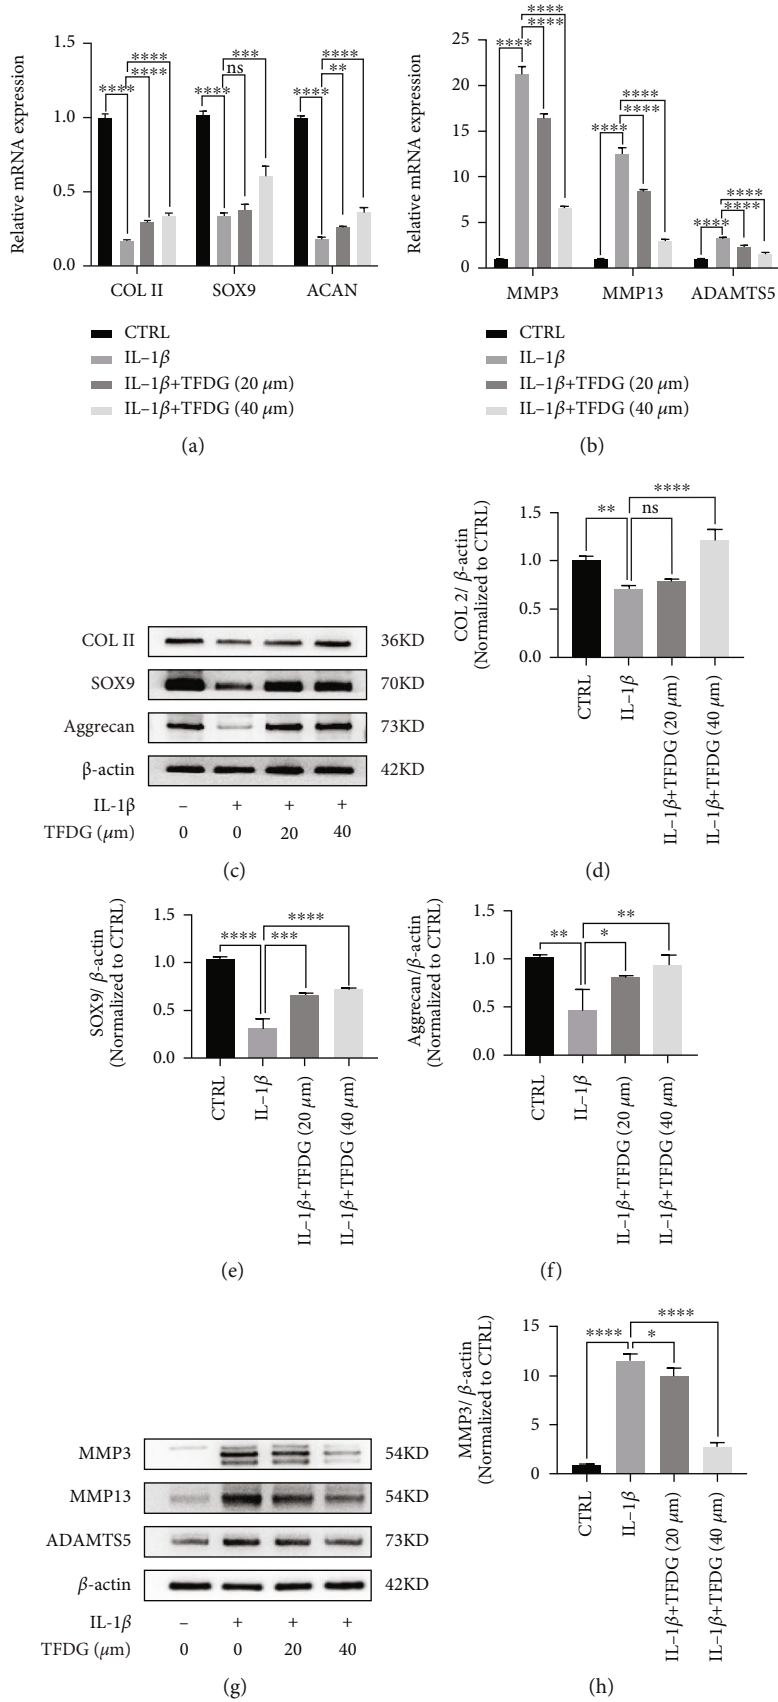 Relative mRNA expression
1.5
1.0
0.5
0.0
****
****
****
****
ns
***
****
**
****
COL II
SOX9
ACAN
CTRL
IL–1β
IL–1β+TFDG (20 μm)
IL–1β+TFDG (40 μm)
(a)
Relative mRNA expression
25
20
15
10
5
0
****
****
****
****
****
****
****
****
****
MMP3
MMP13
ADAMTS5
CTRL
IL–1β
IL–1β+TFDG (20 μm)
IL–1β+TFDG (40 μm)
(b)
COL II 36KD
SOX9 70KD
Aggrecan 73KD
β-actin 42KD
IL-1β – + + +
TFDG (μm) 0 0 20 40
(c)
COL 2/ β-actin
(Normalized to CTRL)
1.5
1.0
0.5
0.0
**
ns
****
CTRL
IL–1β
IL–1β+TFDG (20 μm)
IL–1β+TFDG (40 μm)
(d)
SOX9/ β-actin
(Normalized to CTRL)
1.5
1.0
0.5
0.0
****
***
****
CTRL
IL–1β
IL–1β+TFDG (20 μm)
IL–1β+TFDG (40 μm)
(e)
Aggrecan/β-actin
(Normalized to CTRL)
1.5
1.0
0.5
0.0
**
*
**
CTRL
IL–1β
IL–1β+TFDG (20 μm)
IL–1β+TFDG (40 μm)
(f)
MMP3 54KD
MMP13 54KD
ADAMTS5 73KD
β-actin 42KD
IL-1β – + + +
TFDG (μm) 0 0 20 40
(g)
MMP3/ β-actin
(Normalized to CTRL)
15
10
5
0
****
*
****
CTRL
IL–1β
IL–1β+TFDG (20 μm)
IL–1β+TFDG (40 μm)
(h)